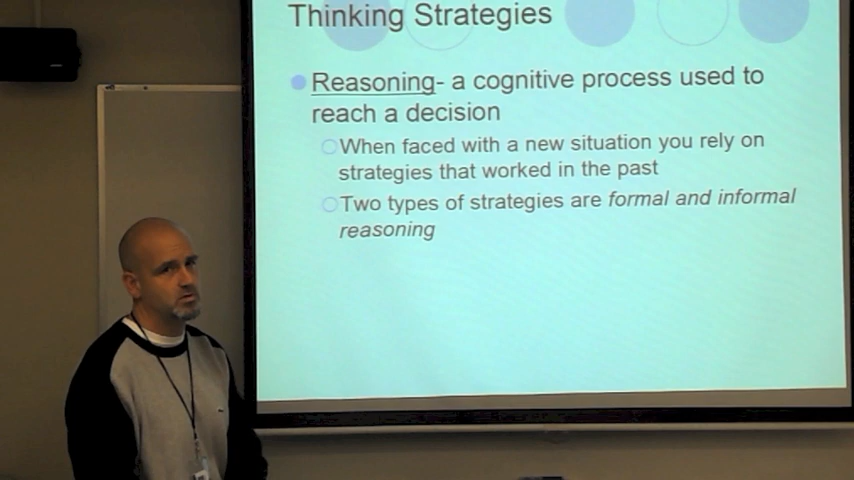 Thinking Strategies
Reasoning- a cognitive process used to
reach a decision
When faced with a new situation you rely on
strategies that worked in the past
Two types of strategies are formal and informal
reasoning